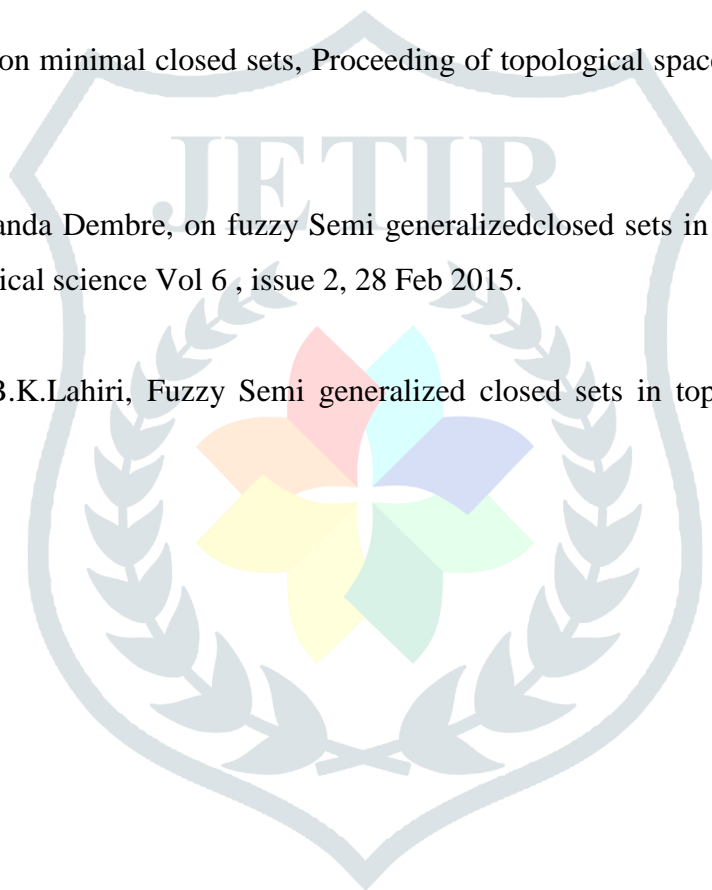 on minimal closed sets, Proceeding of topological spac
JETIR
anda Dembre, on fuzzy Semi generalizedclosed sets in
ical science Vol 6 , issue 2, 28 Feb 2015.
B.K.Lahiri, Fuzzy Semi generalized closed sets in top